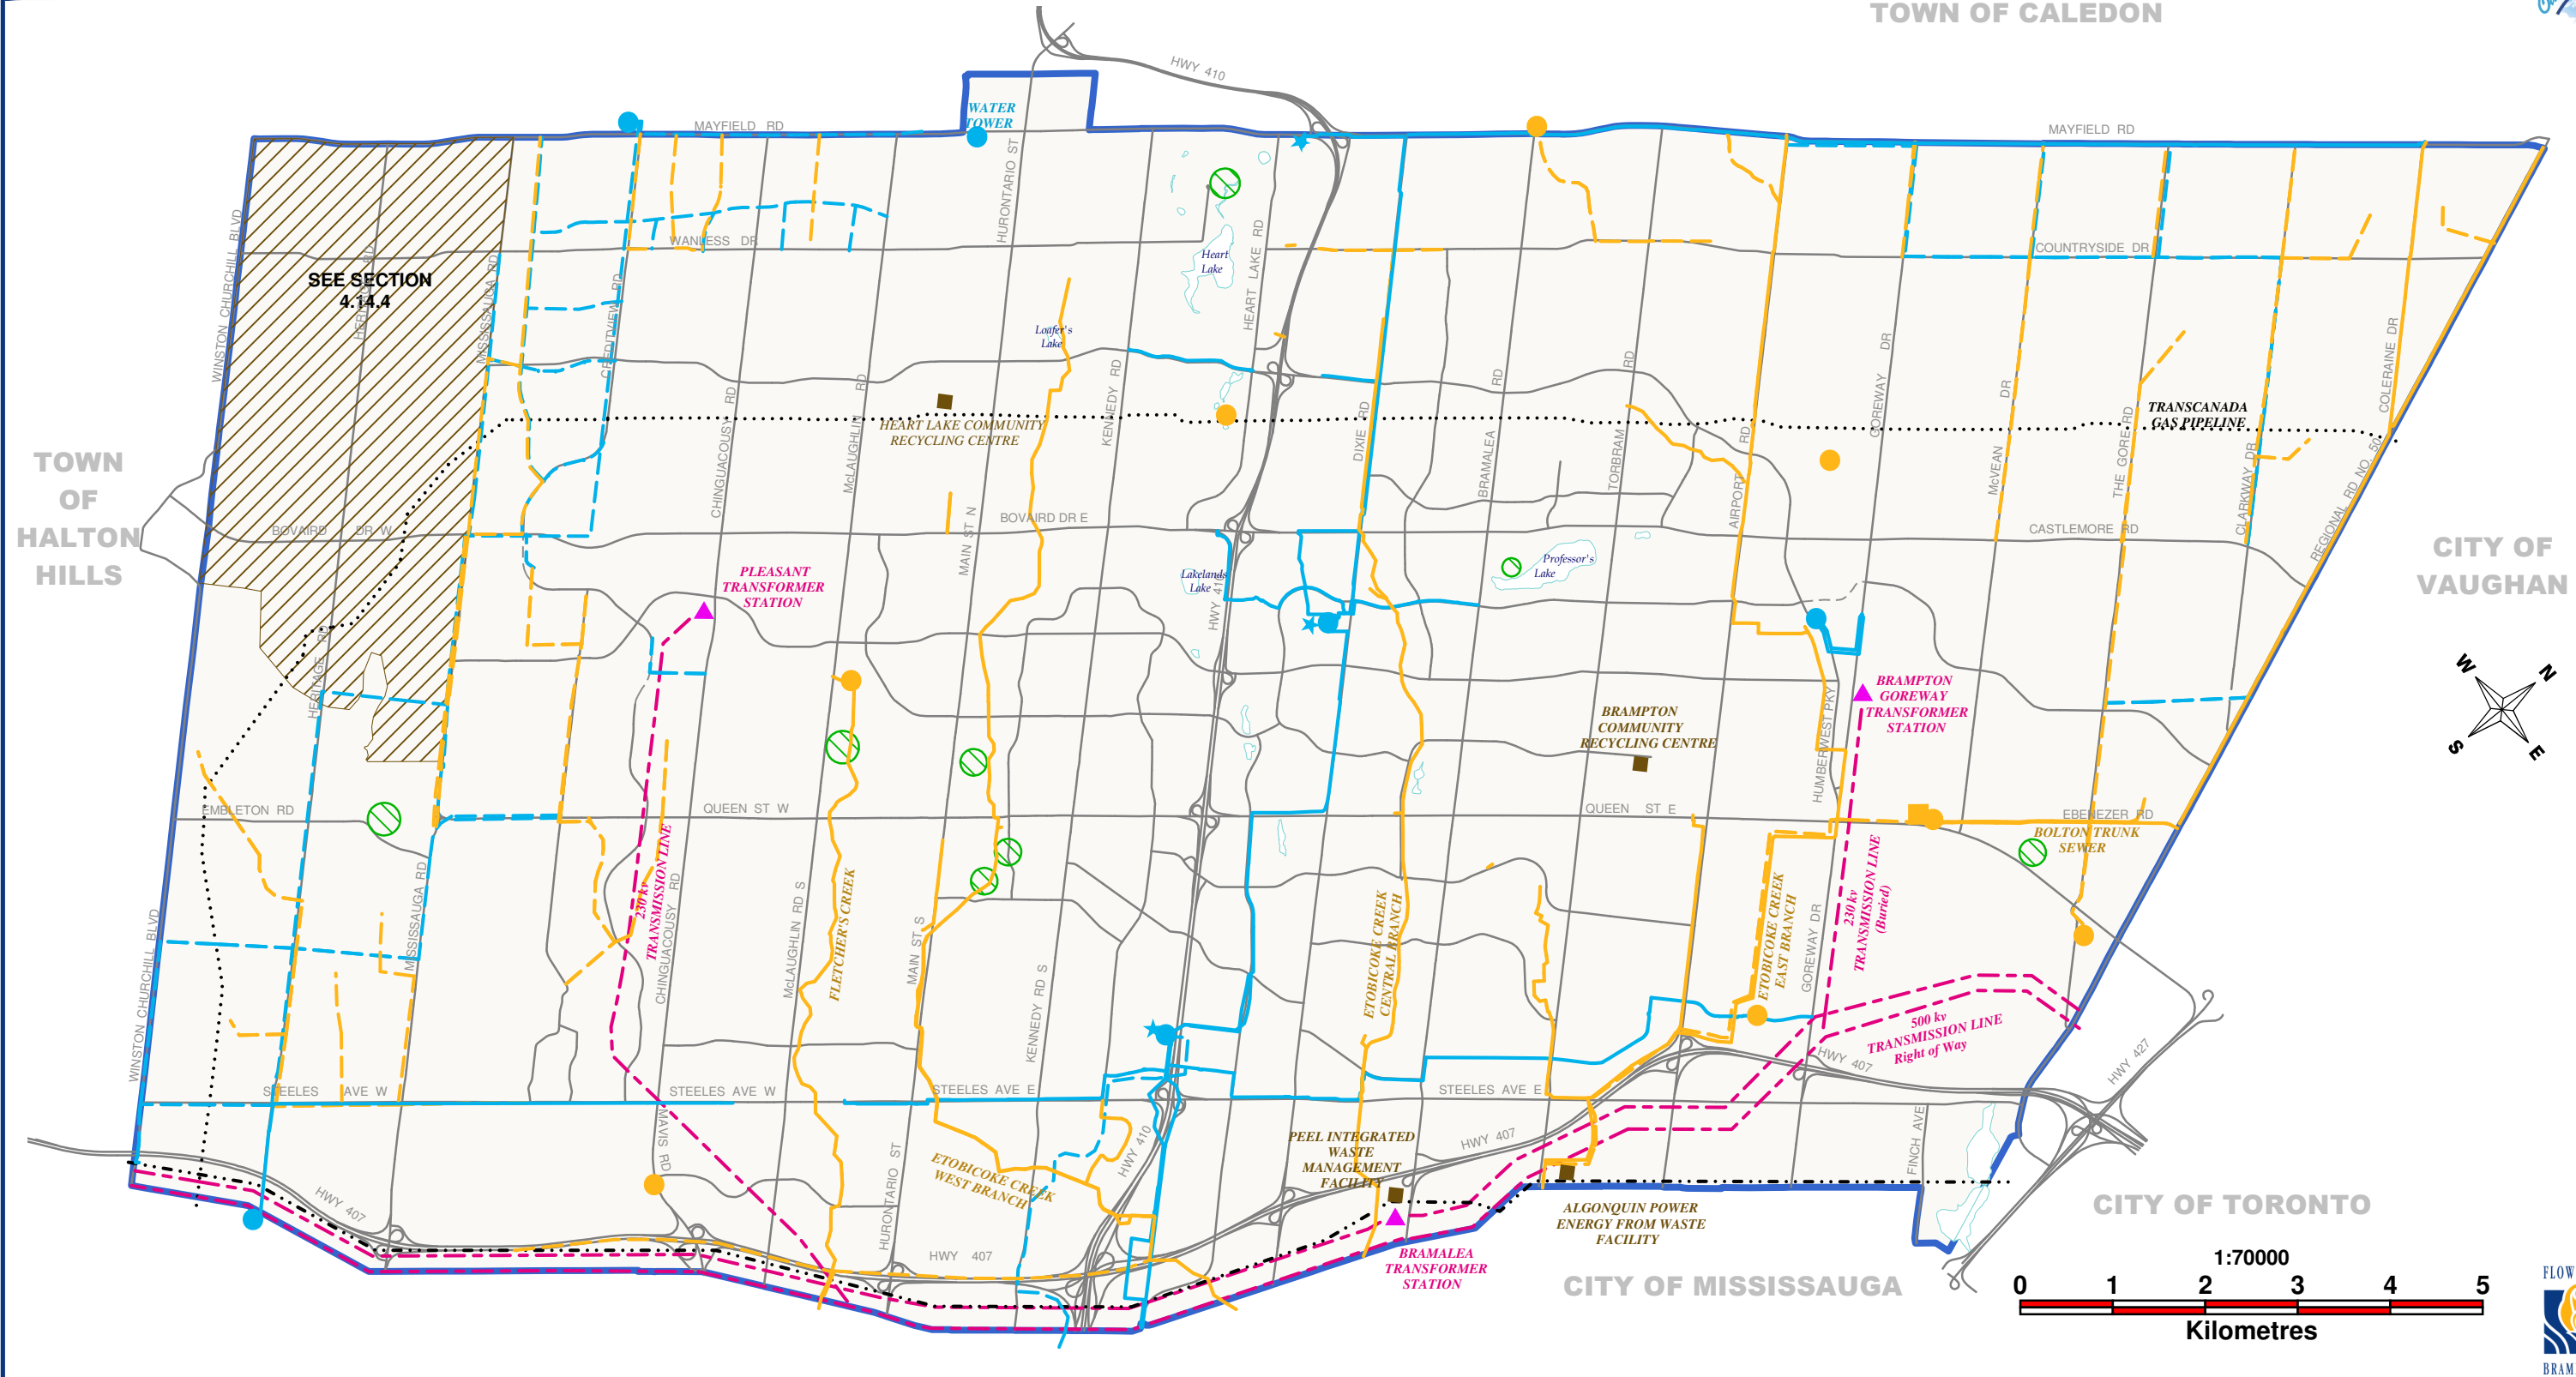 TOWN OF CALEDON
HWY 410
WATER
TOWER
MAYFIELD RD
MAYFIELD RD
HURONTARIO ST
WANLESS DR
COUNTRYSIDE DR
SEE SECTION
4.14.4
WINSTON CHURCHILL BLVD
HERITAGE RD
MISSISSAUGA RD
CREDITVIEW RD
Heart
Lake
HEART LAKE RD
Loafer's
Lake
KENNEDY RD
CHINGUACOUSY RD
McLAUGHLIN RD
HEART LAKE COMMUNITY
RECYCLING CENTRE
DIXIE RD
BRAMALEA RD
TORBRAM RD
AIRPORT RD
GOREWAY DR
McVEAN DR
THE GORE RD
TRANSCANADA
GAS PIPELINE
CLARKWAY DR
COLERAINE DR
REGIONAL RD NO. 50
TOWN
OF
HALTON
HILLS
BOVAIRD DR W
MAIN ST N
BOVAIRD DR E
CASTLEMORE RD
CITY OF
VAUGHAN
PLEASANT
TRANSFORMER
STATION
Lakelands
Lake
HWY 410
Professor's
Lake
HERITAGE RD
BRAMPTON
GOREWAY
TRANSFORMER
STATION
BRAMPTON
COMMUNITY
RECYCLING CENTRE
HUMBERWEST PKY
W
N
S
E
EMBLETON RD
QUEEN ST W
QUEEN ST E
EBENEZER RD
BOLTON TRUNK
SEWER
230 kv
TRANSMISSION LINE
CHINGUACOUSY RD
McLAUGHLIN RD S
FLETCHER'S CREEK
MAIN ST S
KENNEDY RD S
ETOBICOKE CREEK
CENTRAL BRANCH
ETOBICOKE CREEK
EAST BRANCH
GOREWAY DR
230 kv
TRANSMISSION LINE
(Buried)
WINSTON CHURCHILL BLVD
MISSISSAUGA RD
500 kv
TRANSMISSION LINE
Right of Way
HWY 407
HWY 427
STEELES AVE W
STEELES AVE W
STEELES AVE E
STEELES AVE E
MAVIS RD
HURONTARIO ST
ETOBICOKE CREEK
WEST BRANCH
HWY 410
PEEL INTEGRATED
WASTE
MANAGEMENT
FACILITY
HWY 407
FINCH AVE
HWY 407
HWY 407
ALGONQUIN POWER
ENERGY FROM WASTE
FACILITY
BRAMALEA
TRANSFORMER
STATION
CITY OF MISSISSAUGA
CITY OF TORONTO
1:70000
0 1 2 3 4 5
Kilometres
FLOW
BRAM